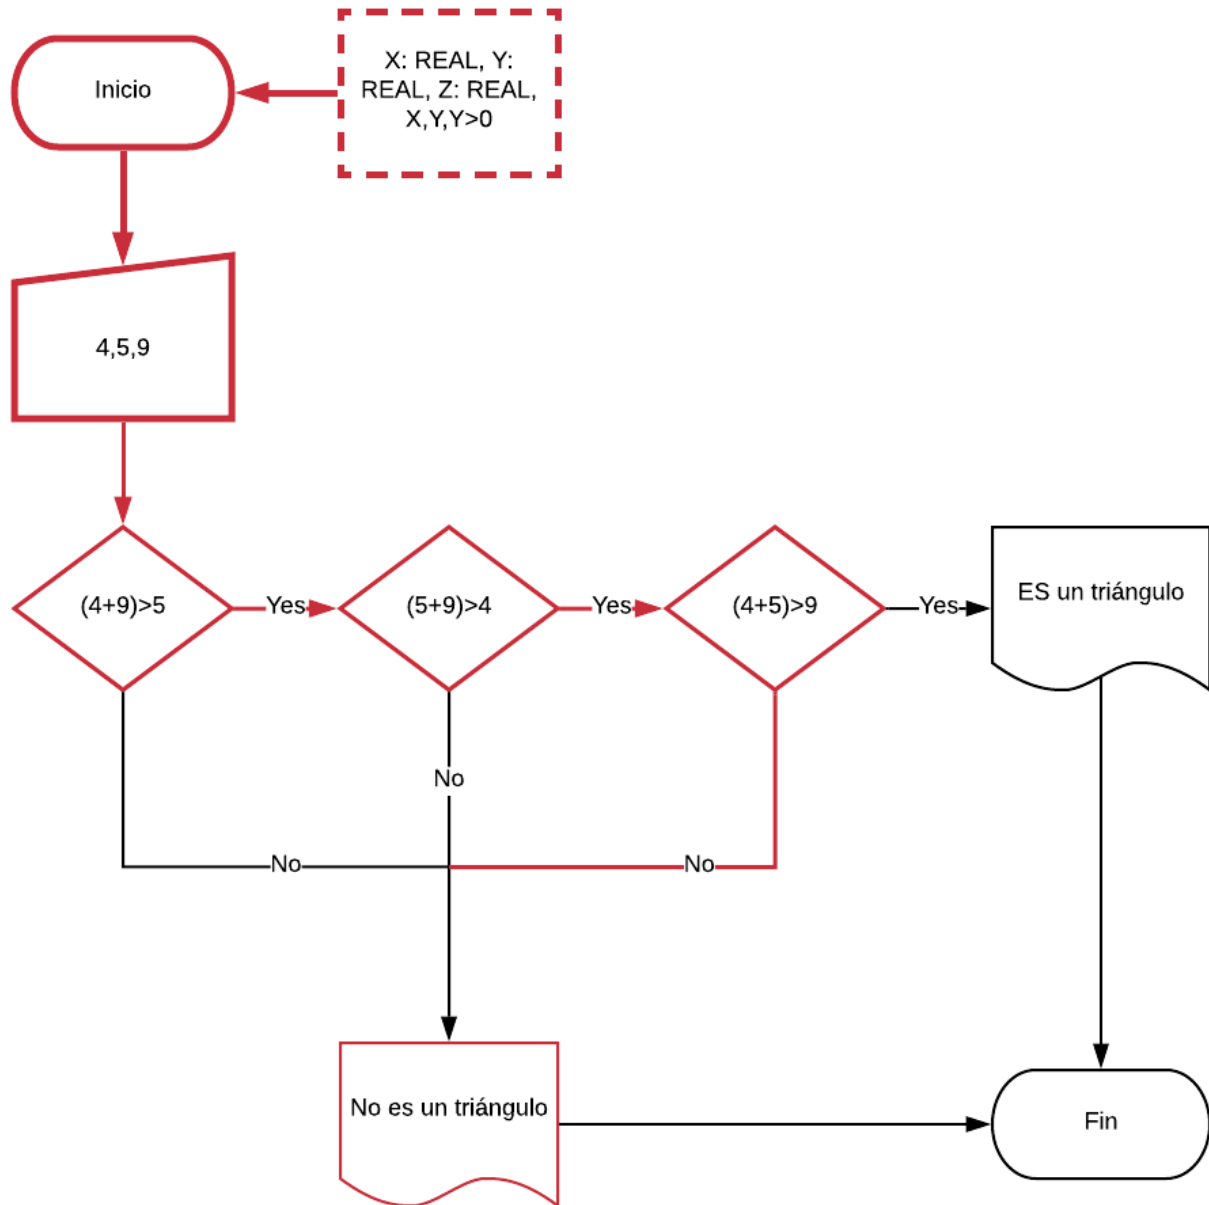 Inicio
X: REAL, Y:
REAL, Z: REAL,
X,Y,Y>0
4,5,9
(4+9)>5
Yes
(5+9)>4
Yes
(4+5)>9
Yes
ES un triángulo
No
No
No
No es un triángulo
Fin